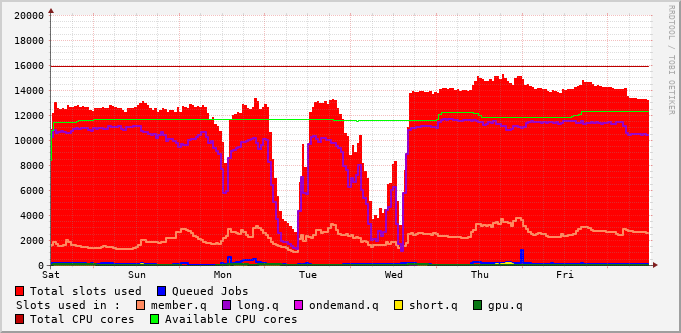 RRDTOOL / TOBI OETIKER
20000
18000
16000
14000
12000
10000
8000
6000
4000
2000
0
Sat Sun Mon Tue Wed Thu Fri
Total slots used Queued Jobs
Slots used in : member.q long.q ondemand.q short.q gpu.q
Total CPU cores Available CPU cores